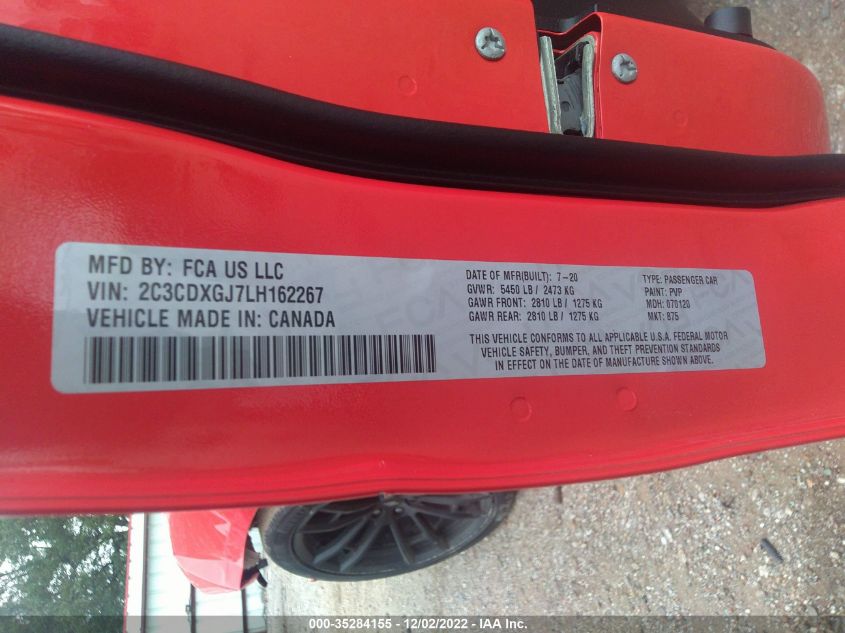 MFD BY: FCA US LLC
VIN: 2C3CDXGJ7LH162267
VEHICLE MADE IN: CANADA
DATE OF MFR(BUILT): 7-20
GVWR: 5450 LB / 2473 KG
GAWR FRONT: 2810 LB / 1275 KG
GAWR REAR: 2810 LB / 1275 KG
TYPE: PASSENGER CAR
PAINT: PVP
MDH: 070120
MKT: 875
THIS VEHICLE CONFORMS TO ALL APPLICABLE U.S.A. FEDERAL MOTOR
VEHICLE SAFETY, BUMPER, AND THEFT PREVENTION STANDARDS
IN EFFECT ON THE DATE OF MANUFACTURE SHOWN ABOVE.
000-35284155 - 12/02/2022 - IAA Inc.